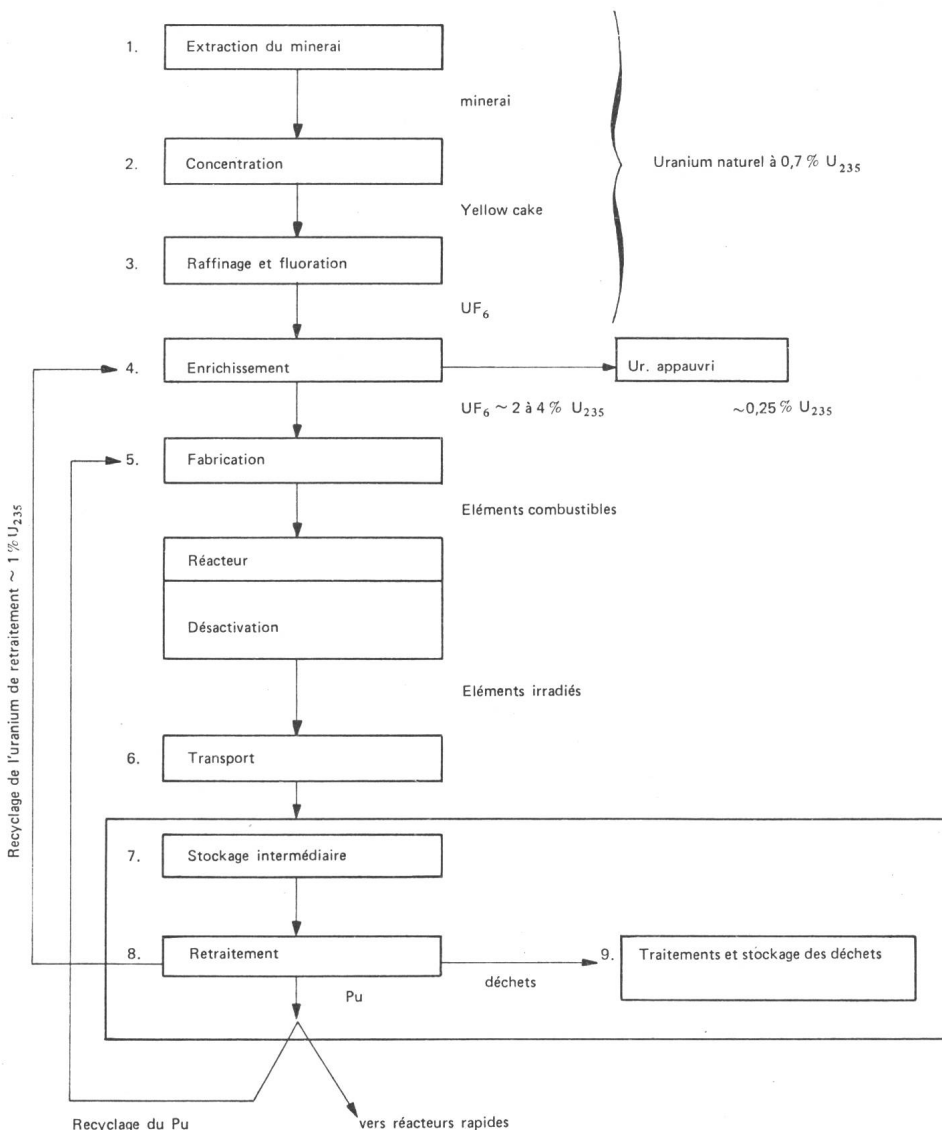 1. Extraction du minerai
minerai
2. Concentration
Uranium naturel à 0,7 % U235
Yellow cake
3. Raffinage et fluoration
UF6
4. Enrichissement
Ur. appauvri
UF6 ~ 2 à 4 % U235
~0,25 % U235
5. Fabrication
Eléments combustibles
Réacteur
Désactivation
Eléments irradiés
6. Transport
7. Stockage intermédiaire
8. Retraitement
9. Traitements et stockage des déchets
déchets
Pu
Recyclage de l'uranium de retraitement ~ 1 % U235
Recyclage du Pu
vers réacteurs rapides